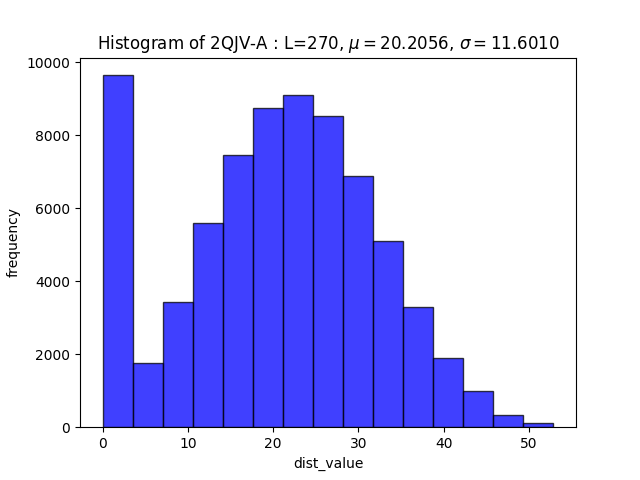 Histogram of 2QJV-A : L=270, μ = 20.2056, σ = 11.6010
10000
8000
6000
4000
2000
0
frequency
0 10 20 30 40 50
dist_value